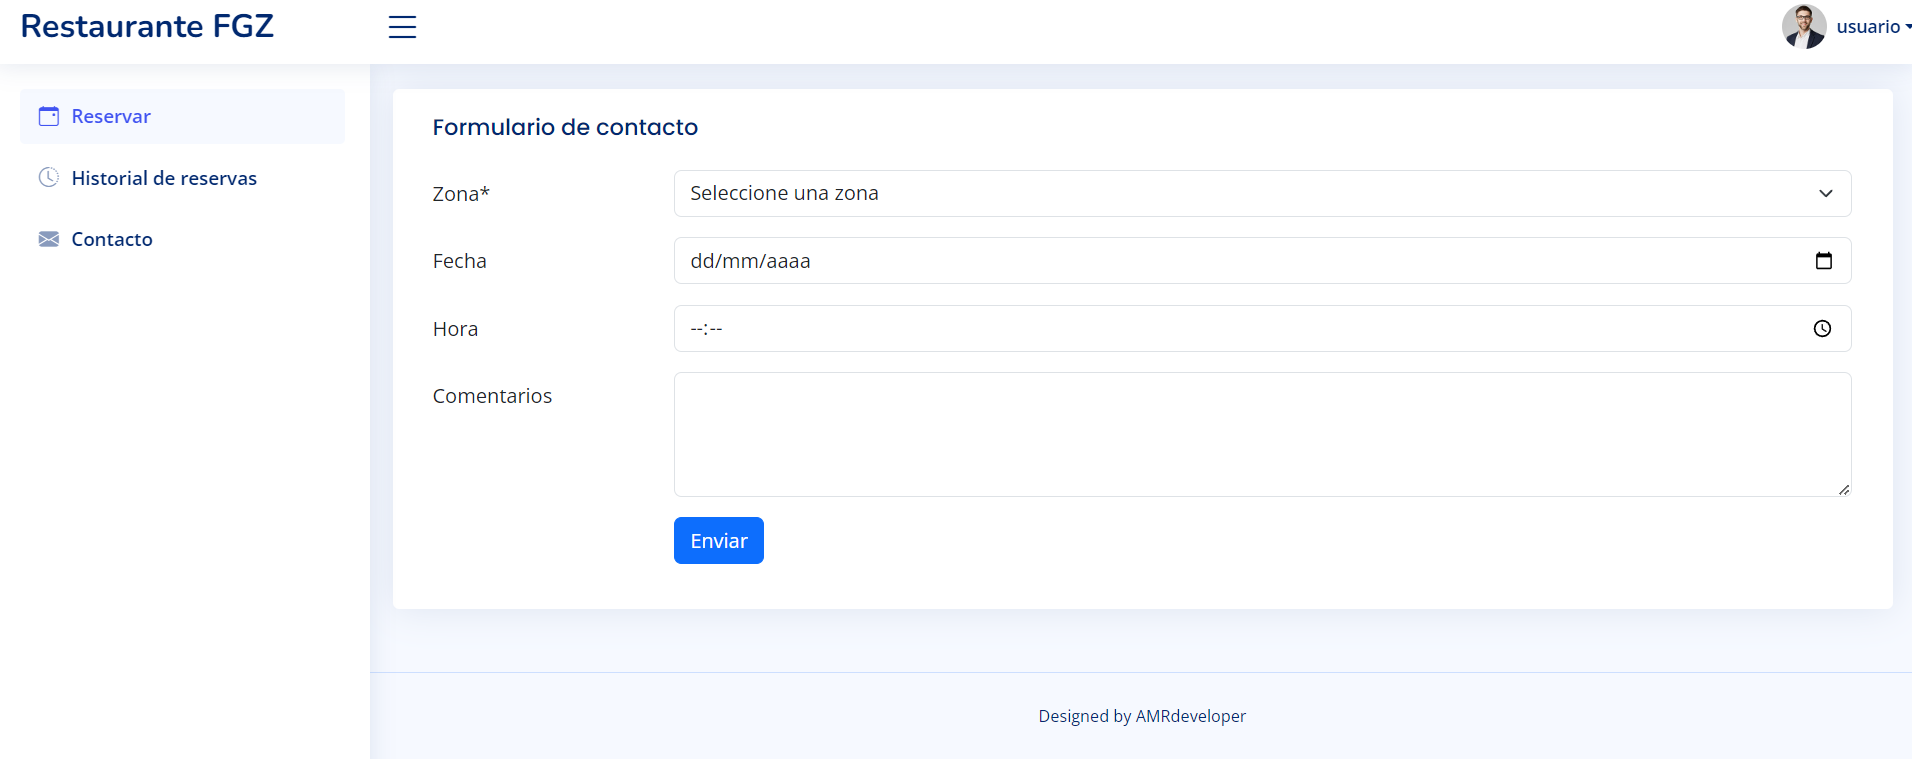 Restaurante FGZ
usuario
Reservar
Historial de reservas
Contacto
Formulario de contacto
Zona*
Seleccione una zona
Fecha
dd/mm/aaaa
Hora
--:--
Comentarios
Enviar
Designed by AMRdeveloper